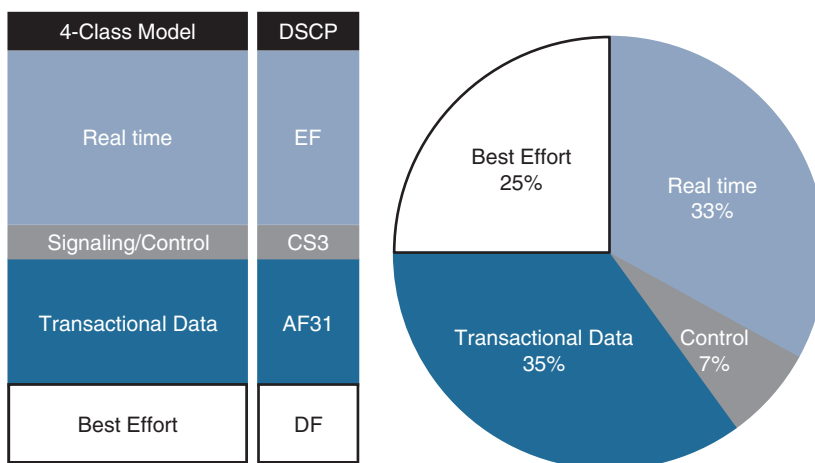 4-Class Model DSCP
Real time EF
Signaling/Control CS3
Transactional Data AF31
Best Effort DF
Best Effort
25%
Real time
33%
Transactional Data
35%
Control
7%